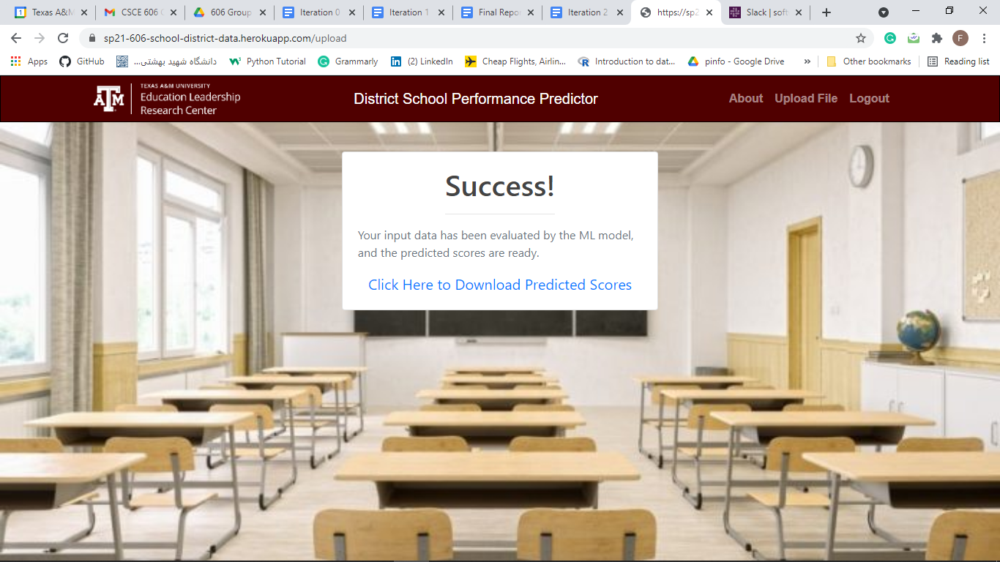 Texas A&M
CSCE 606
606 Group
Iteration 0
Iteration 1
Final Repo
Iteration 2
https://sp2
Slack | soft
sp21-606-school-district-data.herokuapp.com/upload
F
Apps
GitHub
دانشگاه شهید بهشتی...
Python Tutorial
Grammarly
(2) LinkedIn
Cheap Flights, Airlin...
Introduction to dat...
pinfo - Google Drive
»
Other bookmarks
Reading list
TEXAS A&M UNIVERSITY
Education Leadership
Research Center
ATM
District School Performance Predictor
About
Upload File
Logout
Success!
Your input data has been evaluated by the ML model,
and the predicted scores are ready.
Click Here to Download Predicted Scores